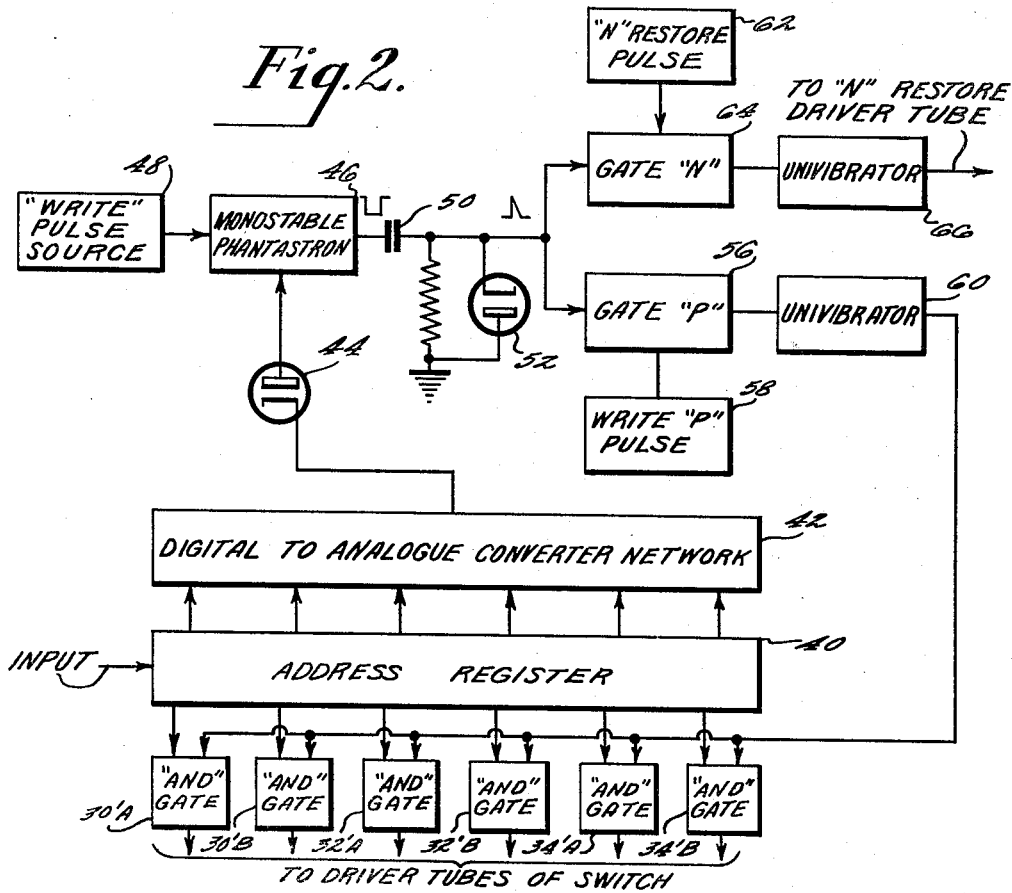 Fig.2.
"N" RESTORE
PULSE
62
TO "N" RESTORE
DRIVER TUBE
64
GATE "N"
UNIVIBRATOR
66
48
"WRITE"
PULSE
SOURCE
46
MONOSTABLE
PHANTASTRON
50
52
56
GATE "P"
60
UNIVIBRATOR
58
WRITE "P"
PULSE
44
42
DIGITAL TO ANALOGUE CONVERTER NETWORK
40
INPUT
ADDRESS REGISTER
"AND"
GATE
"AND"
GATE
"AND"
GATE
"AND"
GATE
"AND"
GATE
"AND"
GATE
30'A
30'B
32'A
32'B
34'A
34'B
TO DRIVER TUBES OF SWITCH